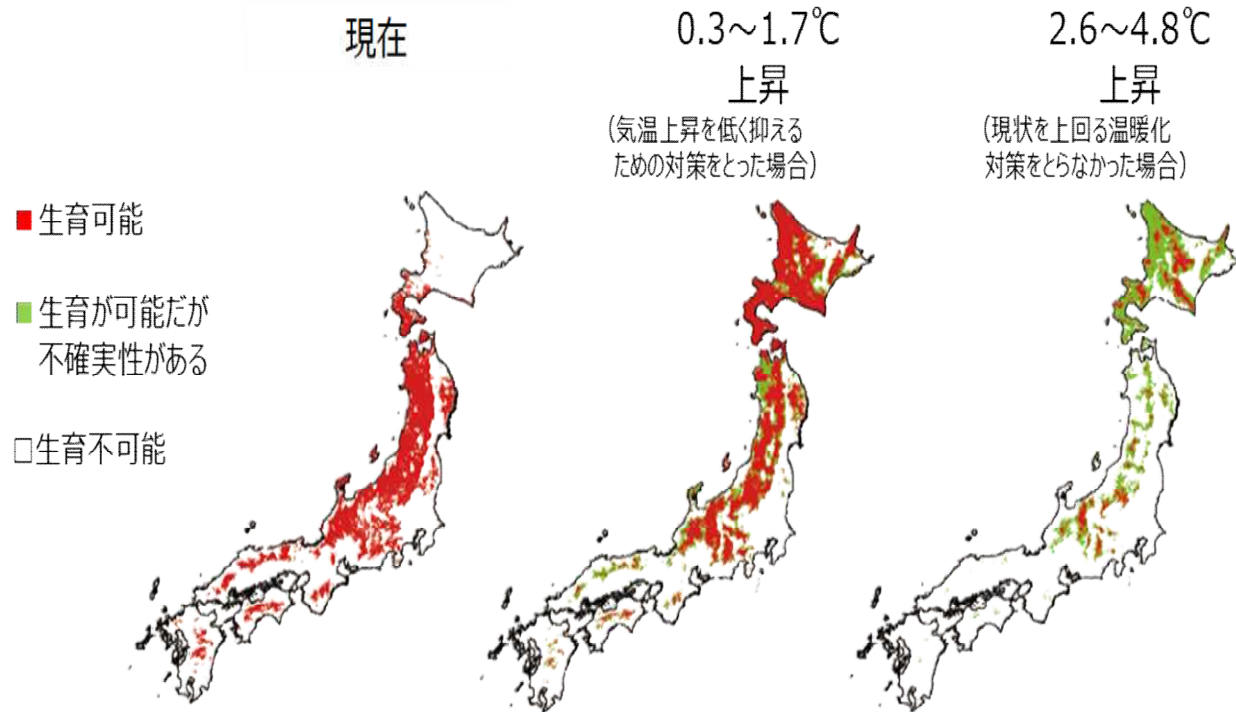 現在
0.3～1.7℃
上昇
（気温上昇を低く抑える
ための対策をとった場合）
2.6～4.8℃
上昇
（現状を上回る温暖化
対策をとらなかった場合）
生育可能
生育が可能だが
不確実性がある
生育不可能